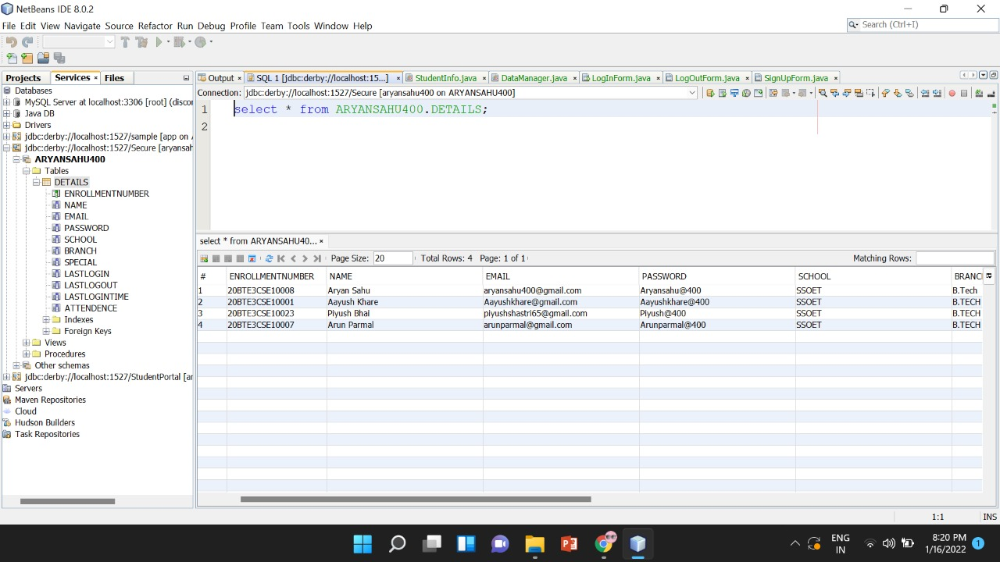 NetBeans IDE 8.0.2
File Edit View Navigate Source Refactor Run Debug Profile Team Tools Window Help
Search (Ctrl+I)
Projects Services × Files
Output × SQL 1 [jdbc:derby://localhost:15...] × StudentInfo.java × DataManager.java × LogInForm.java × LogOutForm.java × SignUpForm.java ×
Connection: jdbc:derby://localhost:1527/Secure [aryansahu400 on ARYANSAHU400]
1 select * from ARYANSAHU400.DETAILS;
2
Databases
MySQL Server at localhost:3306 [root] (discon
Java DB
Drivers
jdbc:derby://localhost:1527/sample [app on A
jdbc:derby://localhost:1527/Secure [aryansah
ARYANSAHU400
Tables
DETAILS
ENROLLMENTNUMBER
NAME
EMAIL
PASSWORD
SCHOOL
BRANCH
SPECIAL
LASTLOGIN
LASTLOGOUT
LASTLOGINTIME
ATTENDENCE
Indexes
Foreign Keys
Views
Procedures
Other schemas
jdbc:derby://localhost:1527/StudentPortal [ar
Servers
Maven Repositories
Cloud
Hudson Builders
Task Repositories
select * from ARYANSAHU40... ×
Page Size: 20 Total Rows: 4 Page: 1 of 1 Matching Rows:
# ENROLLMENTNUMBER NAME EMAIL PASSWORD SCHOOL BRANC
1 20BTE3CSE10008 Aryan Sahu aryansahu400@gmail.com Aryansahu@400 SSOET B.Tech
2 20BTE3CSE10001 Aayush Khare Aayushkhare@gmail.com Aayushkhare@400 SSOET B.TECH
3 20BTE3CSE10023 Piyush Bhai piyushshastri65@gmail.com Piyush@400 SSOET B.TECH
4 20BTE3CSE10007 Arun Parmal arunparmal@gmail.com Arunparmal@400 SSOET B.TECH
1:1 INS
ENG
IN
8:20 PM
1/16/2022
1